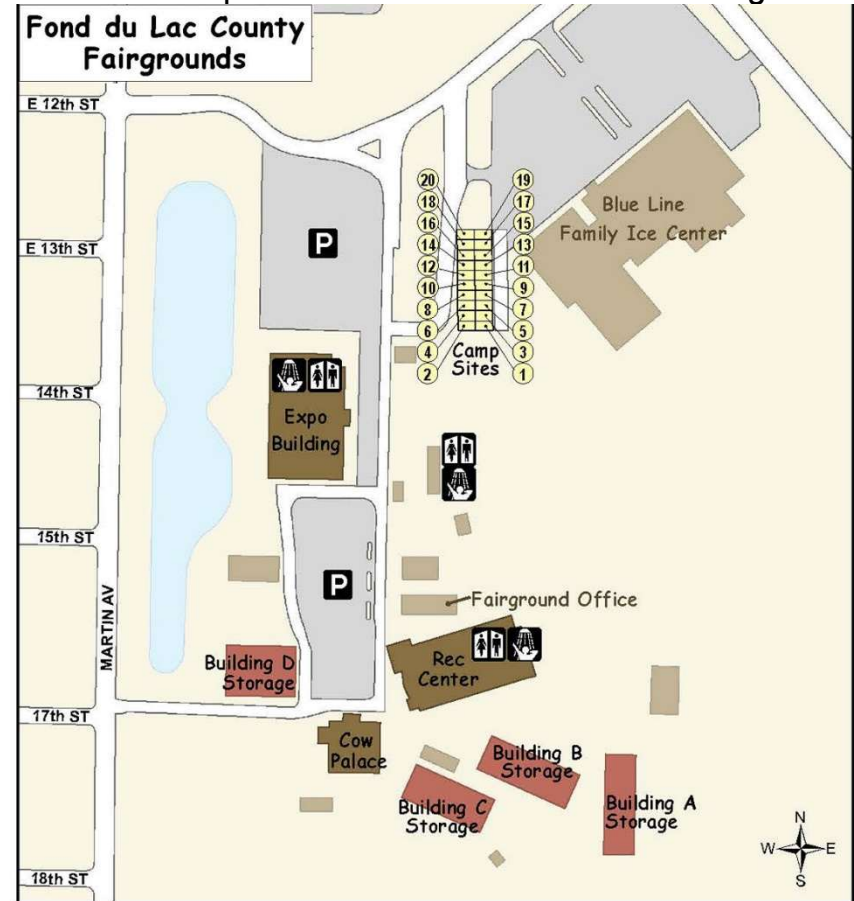 Fond du Lac County
Fairgrounds
E 12th ST
20
19
18
17
16
15
Blue Line
Family Ice Center
E 13th ST
P
14
13
12
11
10
9
8
7
6
5
4
3
2
1
Camp
Sites
14th ST
Expo
Building
15th ST
P
Fairground Office
MARTIN AV
Rec
Center
Building D
Storage
17th ST
Cow
Palace
Building B
Storage
Building C
Storage
Building A
Storage
N
W
E
S
18th ST